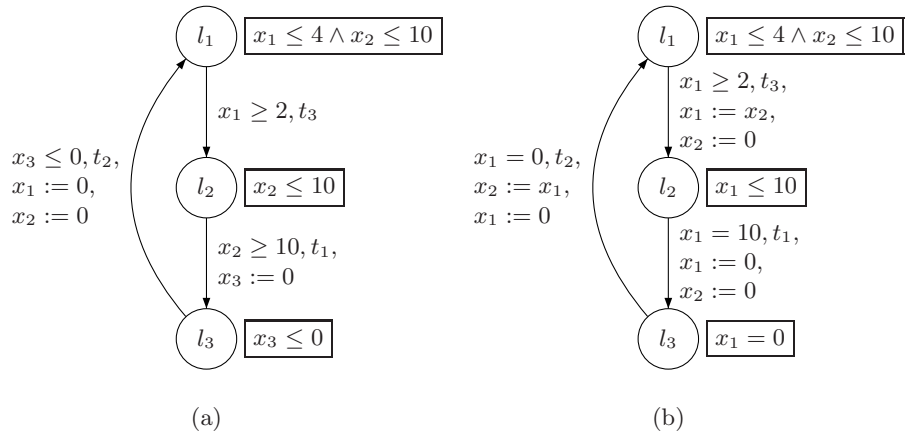 l₁
x₁ ≤ 4 ∧ x₂ ≤ 10
x₁ ≥ 2, t₃
x₃ ≤ 0, t₂,
x₁ := 0,
x₂ := 0
l₂
x₂ ≤ 10
x₂ ≥ 10, t₁,
x₃ := 0
l₃
x₃ ≤ 0
(a)
l₁
x₁ ≤ 4 ∧ x₂ ≤ 10
x₁ ≥ 2, t₃,
x₁ := x₂,
x₂ := 0
x₁ = 0, t₂,
x₂ := x₁,
x₁ := 0
l₂
x₁ ≤ 10
x₁ = 10, t₁,
x₁ := 0,
x₂ := 0
l₃
x₁ = 0
(b)